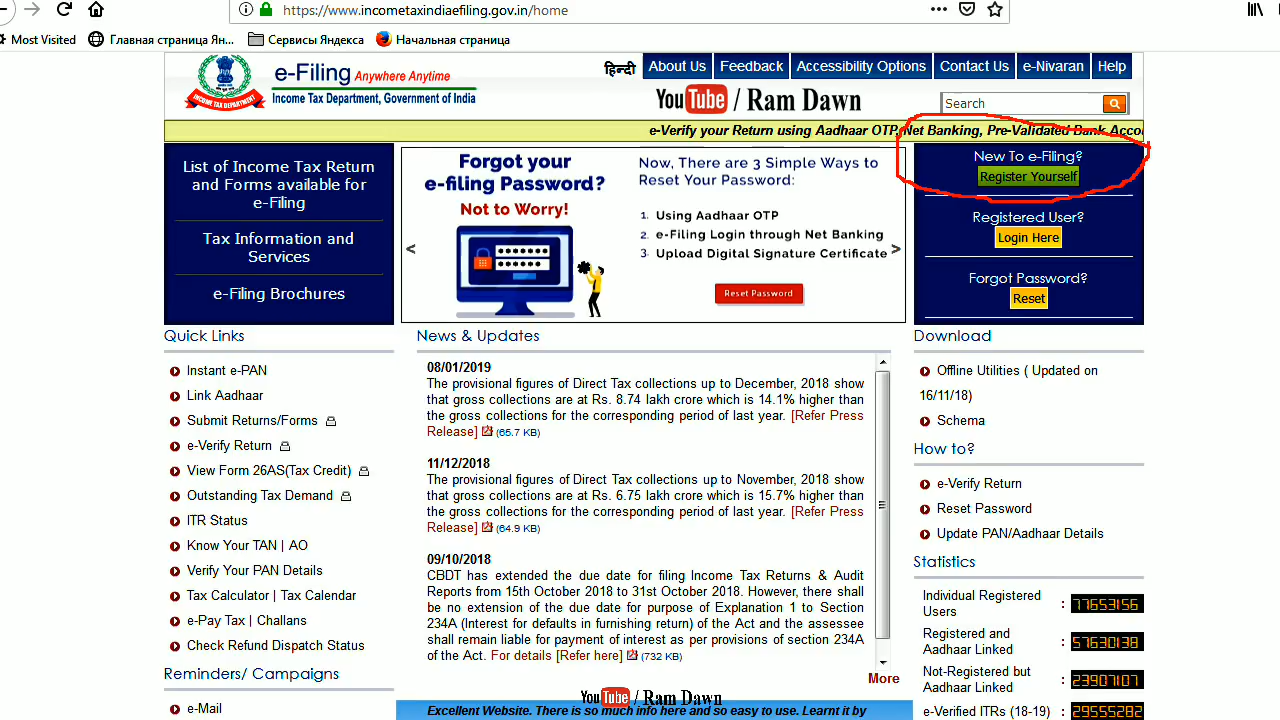 https://www.incometaxindiaefiling.gov.in/home
Most Visited
Главная страница Ян...
Сервисы Яндекса
Начальная страница
INCOME TAX DEPARTMENT
e-Filing Anywhere Anytime
Income Tax Department, Government of India
हिन्दी
About Us
Feedback
Accessibility Options
Contact Us
e-Nivaran
Help
YouTube / Ram Dawn
Search
e-Verify your Return using Aadhaar OTP, Net Banking, Pre-Validated Bank Acco
List of Income Tax Return
and Forms available for
e-Filing
Tax Information and
Services
e-Filing Brochures
Forgot your
e-filing Password?
Not to Worry!
Now, There are 3 Simple Ways to
Reset Your Password:
1. Using Aadhaar OTP
2. e-Filing Login through Net Banking
3. Upload Digital Signature Certificate
Reset Password
< >
New To e-Filing?
Register Yourself
Registered User?
Login Here
Forgot Password?
Reset
Quick Links
Instant e-PAN
Link Aadhaar
Submit Returns/Forms
e-Verify Return
View Form 26AS(Tax Credit)
Outstanding Tax Demand
ITR Status
Know Your TAN | AO
Verify Your PAN Details
Tax Calculator | Tax Calendar
e-Pay Tax | Challans
Check Refund Dispatch Status
Reminders/ Campaigns
e-Mail
News & Updates
08/01/2019
The provisional figures of Direct Tax collections up to December, 2018 show
that gross collections are at Rs. 8.74 lakh crore which is 14.1% higher than
the gross collections for the corresponding period of last year. [Refer Press
Release] (65.7 KB)
11/12/2018
The provisional figures of Direct Tax collections up to November, 2018 show
that gross collections are at Rs. 6.75 lakh crore which is 15.7% higher than
the gross collections for the corresponding period of last year. [Refer Press
Release] (64.9 KB)
09/10/2018
CBDT has extended the due date for filing Income Tax Returns & Audit
Reports from 15th October 2018 to 31st October 2018. However, there shall
be no extension of the due date for purpose of Explanation 1 to Section
234A (Interest for defaults in furnishing return) of the Act and the assessee
shall remain liable for payment of interest as per provisions of section 234A
of the Act. For details [Refer here] (732 KB)
More
YouTube / Ram Dawn
Excellent Website. There is so much info here and so easy to use. Learnt it by
Download
Offline Utilities ( Updated on
16/11/18)
Schema
How to?
e-Verify Return
Reset Password
Update PAN/Aadhaar Details
Statistics
Individual Registered
Users : 77653156
Registered and
Aadhaar Linked : 57630138
Not-Registered but
Aadhaar Linked : 23907107
e-Verified ITRs (18-19) : 29555282